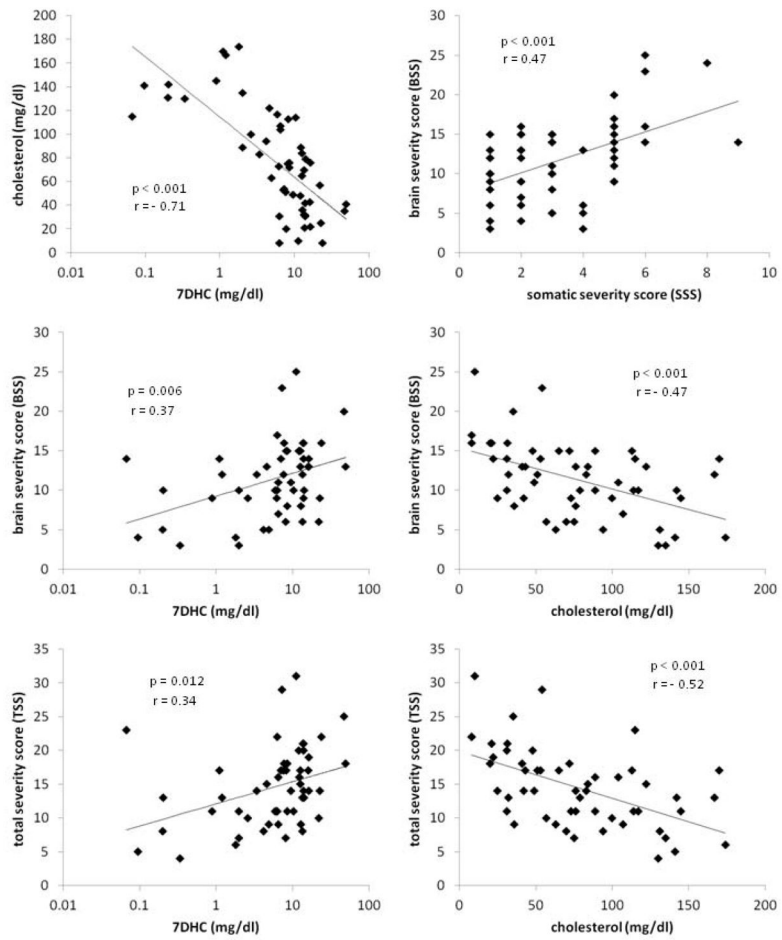 200
180
160
140
120
100
80
60
40
20
0
cholesterol (mg/dl)
p < 0.001
r = - 0.71
0.01 0.1 1 10 100
7DHC (mg/dl)
30
25
20
15
10
5
0
brain severity score (BSS)
p < 0.001
r = 0.47
0 2 4 6 8 10
somatic severity score (SSS)
30
25
20
15
10
5
0
brain severity score (BSS)
p = 0.006
r = 0.37
0.01 0.1 1 10 100
7DHC (mg/dl)
30
25
20
15
10
5
0
brain severity score (BSS)
p < 0.001
r = - 0.47
0 50 100 150 200
cholesterol (mg/dl)
35
30
25
20
15
10
5
0
total severity score (TSS)
p = 0.012
r = 0.34
0.01 0.1 1 10 100
7DHC (mg/dl)
35
30
25
20
15
10
5
0
total severity score (TSS)
p < 0.001
r = - 0.52
0 50 100 150 200
cholesterol (mg/dl)